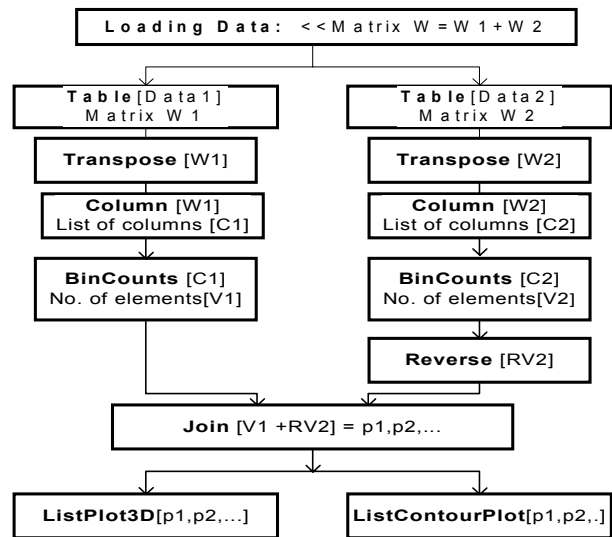 Loading Data: <<Matrix W=W1+W2
Table[Data1]
Matrix W1
Table[Data2]
Matrix W2
Transpose [W1]
Transpose [W2]
Column [W1]
List of columns [C1]
Column [W2]
List of columns [C2]
BinCounts [C1]
No. of elements[V1]
BinCounts [C2]
No. of elements[V2]
Reverse [RV2]
Join [V1 +RV2] = p1,p2,...
ListPlot3D[p1,p2,...]
ListContourPlot[p1,p2,.]